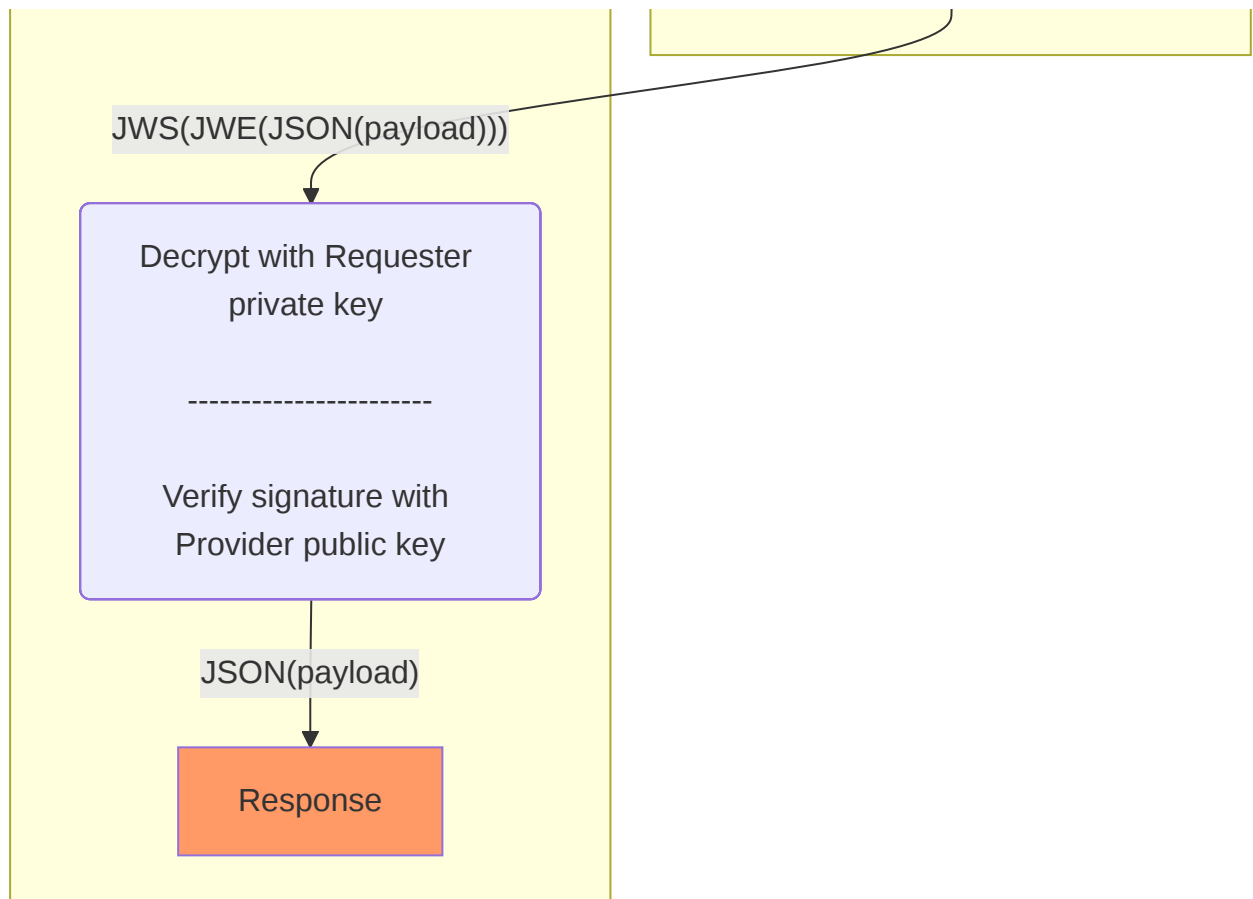 JWS(JWE(JSON(payload)))
Decrypt with Requester
private key
-----------------------
Verify signature with
Provider public key
JSON(payload)
Response